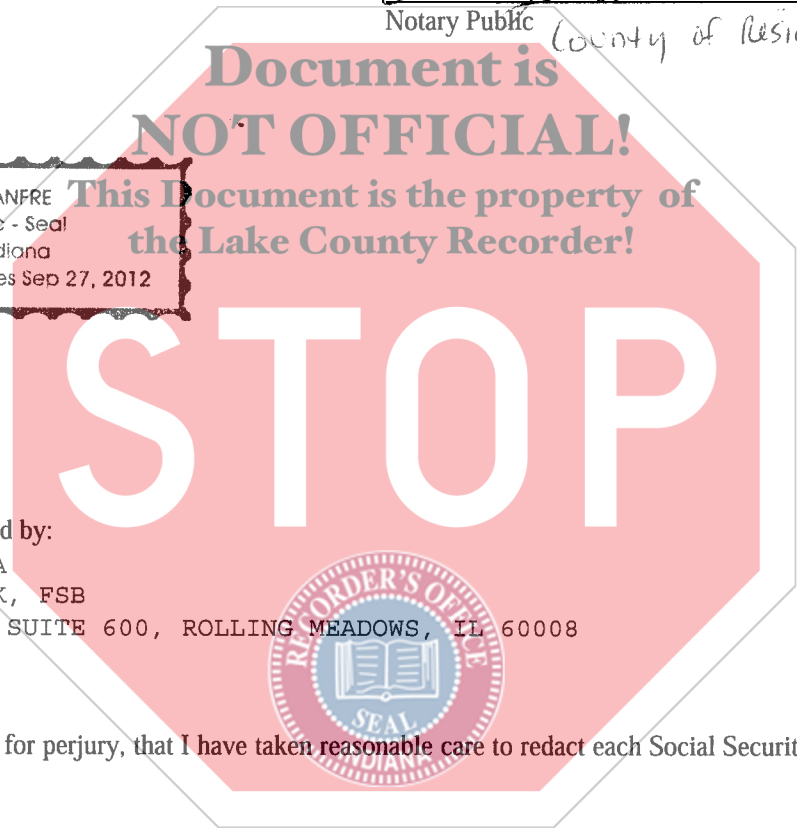 Notary Public County of
Document is
NOT OFFICIAL!
This Document is the property of
the Lake County Recorder!
ANFRE
c - Seal
diana
es Sep 27, 2012
STOP
d by:
A
K, FSB
SUITE 600, ROLLING MEADOWS, IL 60008
RECORDER'S OFFICE
SEAL
INDIANA
for perjury, that I have taken reasonable care to redact each Social Securit